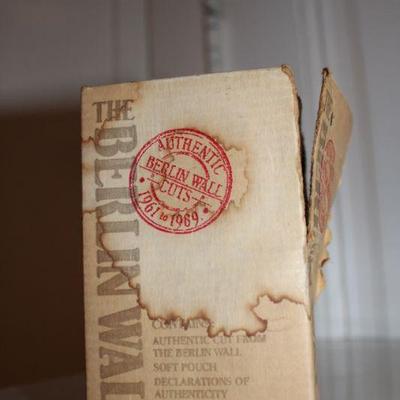 THE BERLIN WAL
AUTHENTIC
BERLIN WALL
CUTS
1961 to 1989
CONTAINS:
AUTHENTIC CUT FROM
THE BERLIN WALL
SOFT POUCH
DECLARATIONS OF
AUTHENTICITY